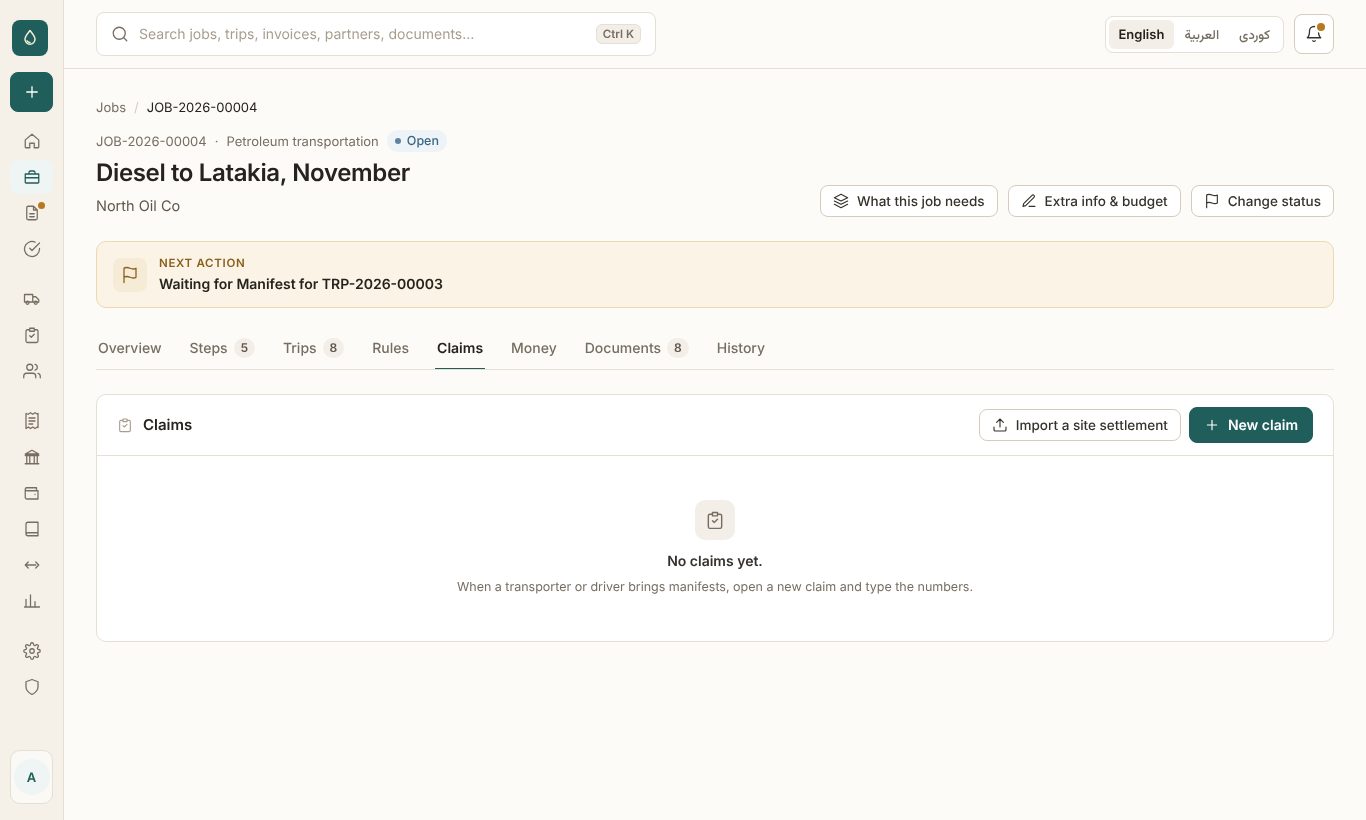 Search jobs, trips, invoices, partners, documents...
Ctrl K
English
العربية
كوردی
Jobs / JOB-2026-00004
JOB-2026-00004 · Petroleum transportation
Open
Diesel to Latakia, November
North Oil Co
What this job needs
Extra info & budget
Change status
NEXT ACTION
Waiting for Manifest for TRP-2026-00003
Overview
Steps 5
Trips 8
Rules
Claims
Money
Documents 8
History
Claims
Import a site settlement
New claim
No claims yet.
When a transporter or driver brings manifests, open a new claim and type the numbers.
A